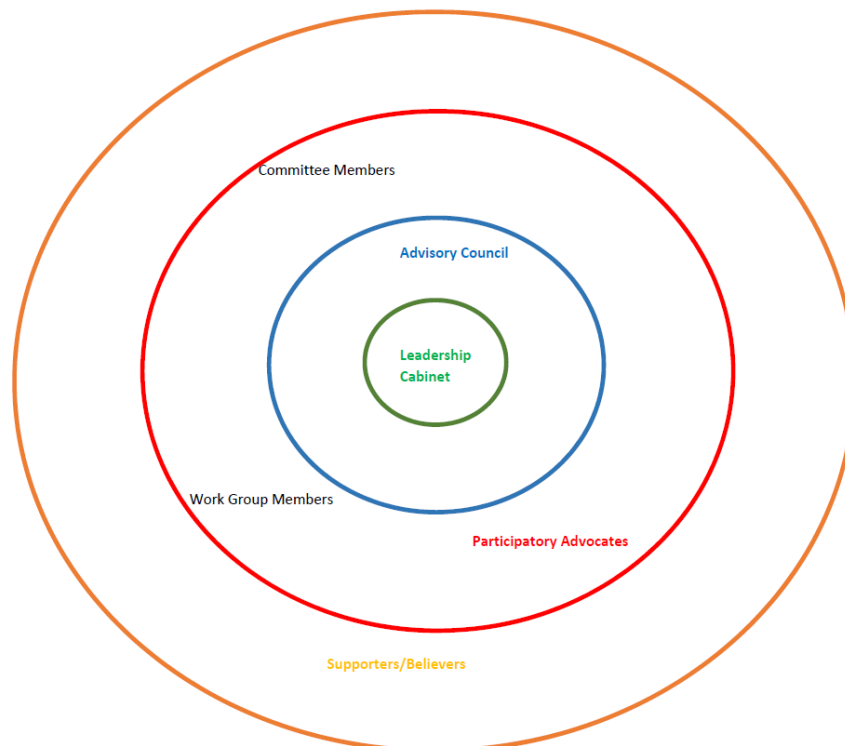 Committee Members
Advisory Council
Leadership
Cabinet
Work Group Members
Participatory Advocates
Supporters/Believers